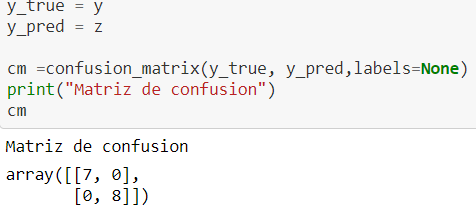 y_true = y
y_pred = z
cm =confusion_matrix(y_true, y_pred,labels=None)
print("Matriz de confusion")
cm
Matriz de confusion
array([[7, 0],
       [0, 8]])